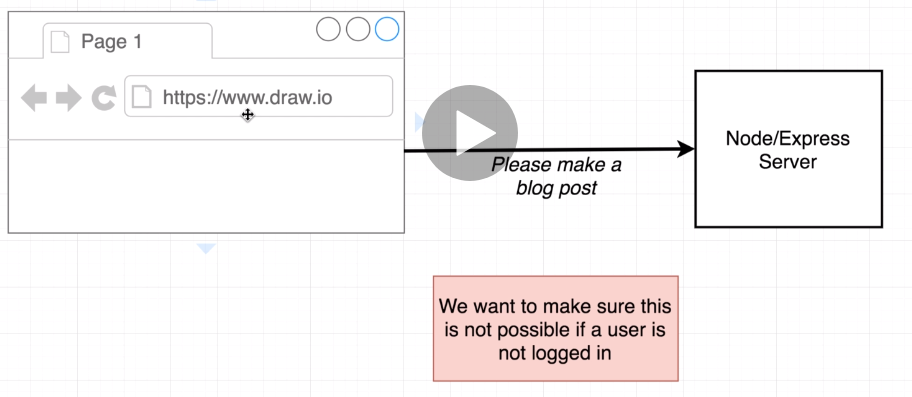 Page 1
https://www.draw.io
Please make a
blog post
Node/Express
Server
We want to make sure this
is not possible if a user is
not logged in